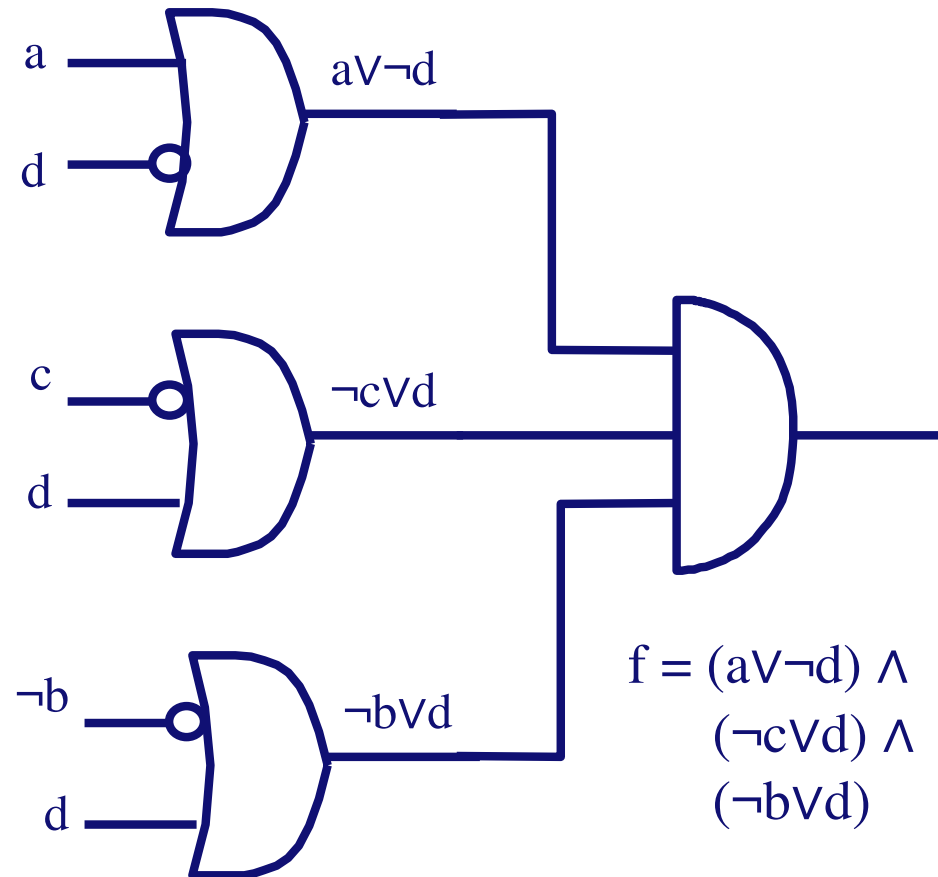 a
a∨¬d
d
c
¬c∨d
d
¬b
¬b∨d
d
f = (a∨¬d) ∧
(¬c∨d) ∧
(¬b∨d)